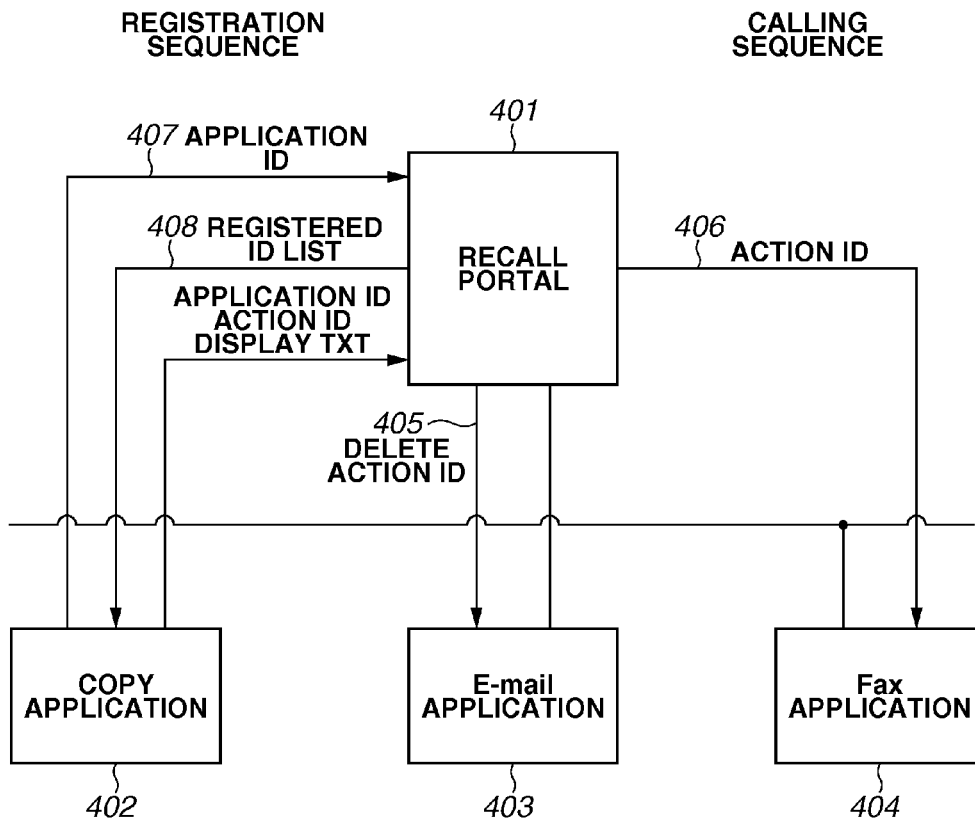 REGISTRATION
SEQUENCE
CALLING
SEQUENCE
407 APPLICATION
ID
401
408 REGISTERED
ID LIST
406
ACTION ID
RECALL
PORTAL
APPLICATION ID
ACTION ID
DISPLAY TXT
405
DELETE
ACTION ID
COPY
APPLICATION
E-mail
APPLICATION
Fax
APPLICATION
402
403
404